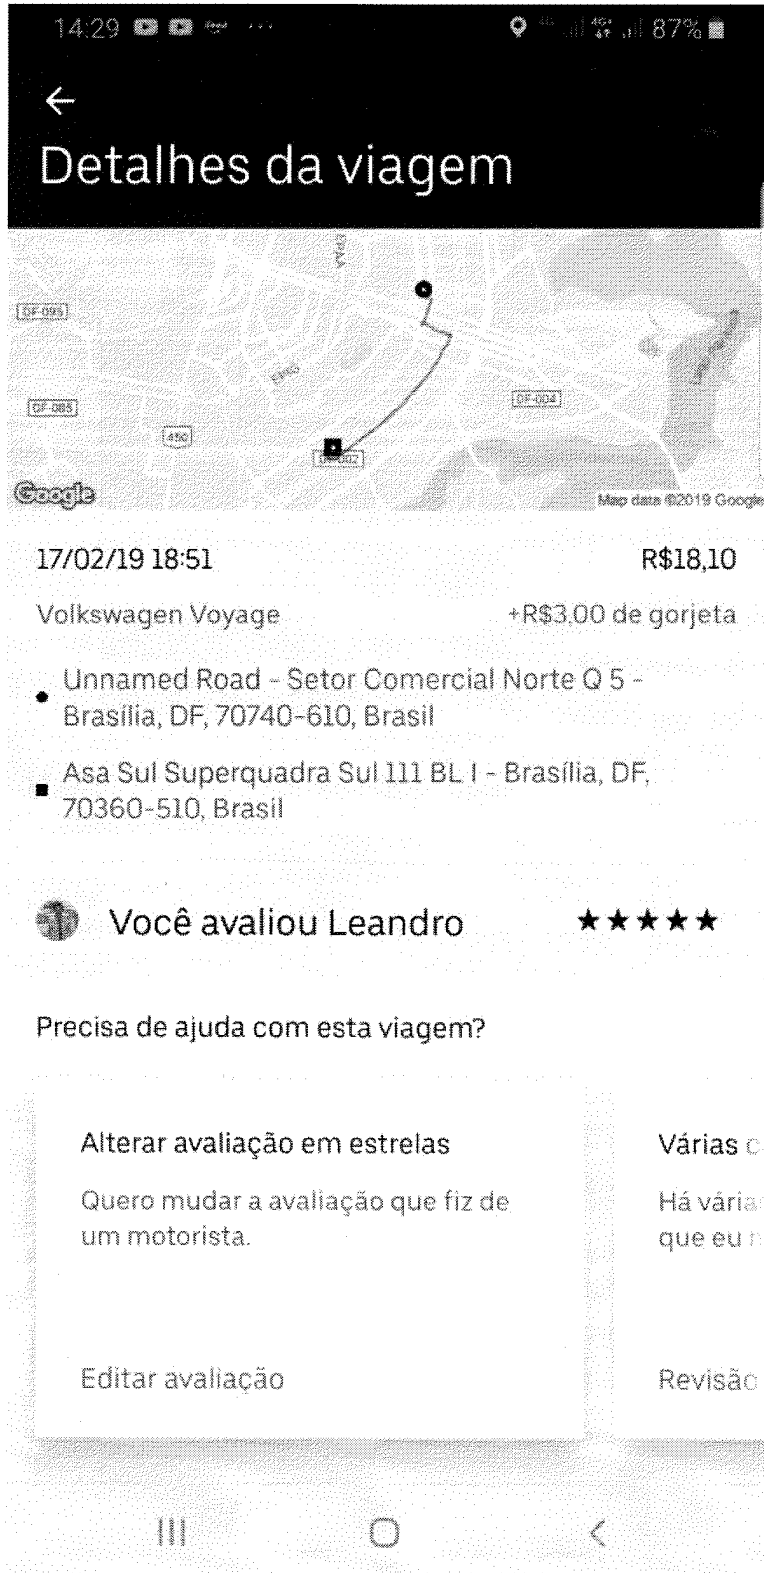 14:29 87%
Detalhes da viagem
EPAA
DF-095
EPIG
DF-085
450
DF-004
DF-002
Google
Map data ©2019 Google
17/02/19 18:51 R$18,10
Volkswagen Voyage +R$3,00 de gorjeta
Unnamed Road - Setor Comercial Norte Q 5 -
Brasília, DF, 70740-610, Brasil
Asa Sul Superquadra Sul 111 BL I - Brasília, DF,
70360-510, Brasil
Você avaliou Leandro ★★★★★
Precisa de ajuda com esta viagem?
Alterar avaliação em estrelas Várias
Quero mudar a avaliação que fiz de Há vária
um motorista. que eu
Editar avaliação Revisão